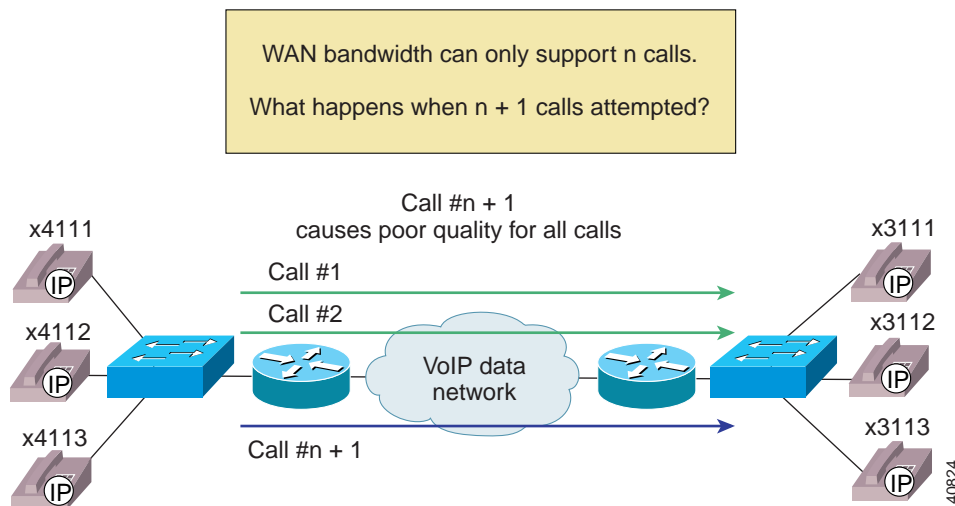 WAN bandwidth can only support n calls.
What happens when n + 1 calls attempted?
Call #n + 1
causes poor quality for all calls
x4111
x3111
IP
Call #1
IP
Call #2
x4112
x3112
IP
VoIP data
network
IP
x4113
x3113
Call #n + 1
IP
IP
40824